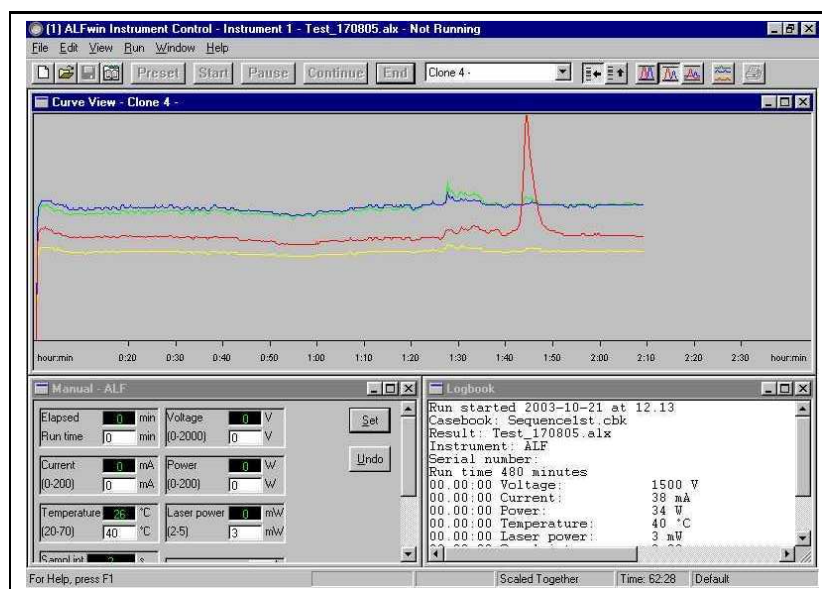 (1) ALFwin Instrument Control - Instrument 1 - Test_170805.alx - Not Running
File Edit View Run Window Help
Preset Start Pause Continue End Clone 4 -
Curve View - Clone 4 -
hour:min 0:20 0:30 0:40 0:50 1:00 1:10 1:20 1:30 1:40 1:50 2:00 2:10 2:20 2:30 hour:min
Manual - ALF
Elapsed 0 min Voltage 0 V Set
Run time 0 min (0-2000) 0 V
Current 0 mA Power 0 W Undo
(0-200) 0 mA (0-200) 0 W
Temperature 26 °C Laser power 0 mW
(20-70) 40 °C (2-5) 3 mW
Sampl.int 2 s
Logbook
Run started 2003-10-21 at 12.13
Casebook: Sequence1st.cbk
Result: Test_170805.alx
Instrument: ALF
Serial number:
Run time 480 minutes
00.00:00 Voltage: 1500 V
00.00:00 Current: 38 mA
00.00:00 Power: 34 W
00.00:00 Temperature: 40 °C
00.00:00 Laser power: 3 mW
For Help, press F1 Scaled Together Time: 62:28 Default